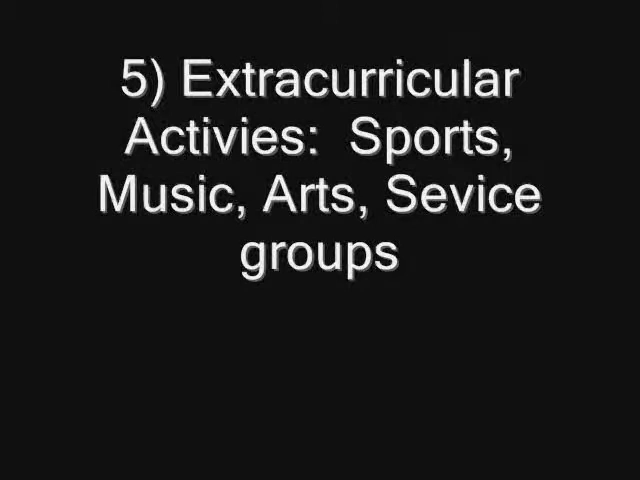 5) Extracurricular
Activies:  Sports,
Music, Arts, Sevice
groups